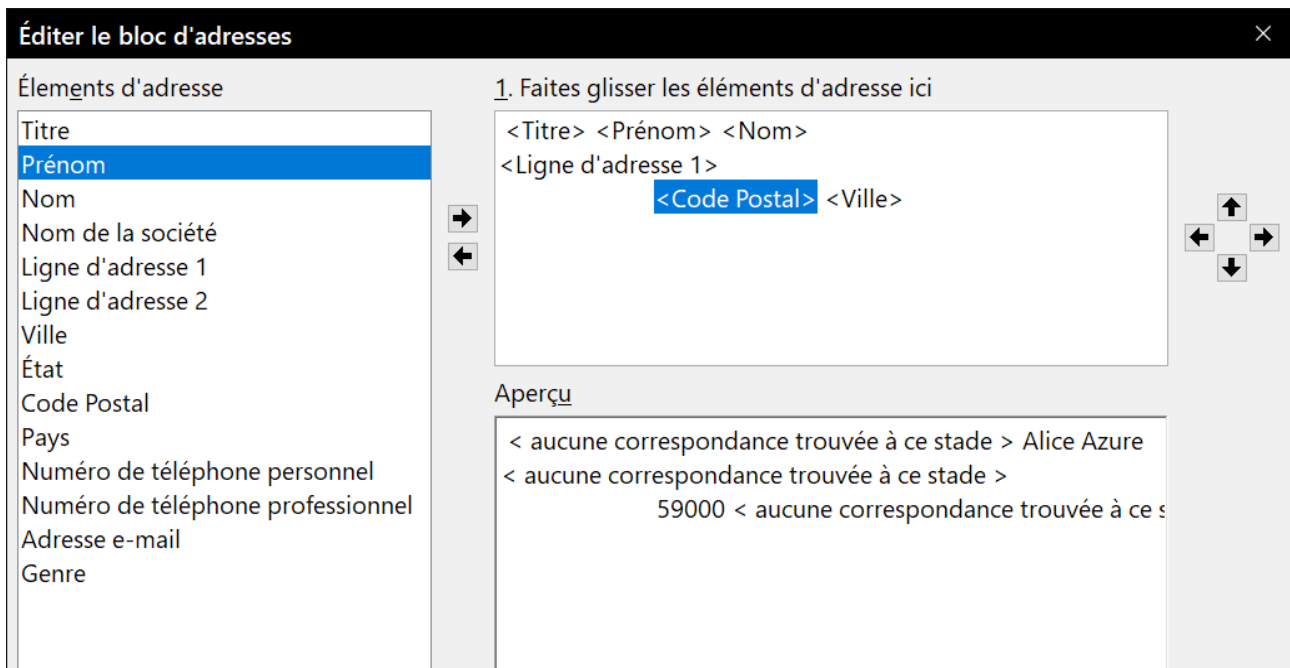 Éditer le bloc d'adresses
Élements d'adresse
Titre
Prénom
Nom
Nom de la société
Ligne d'adresse 1
Ligne d'adresse 2
Ville
État
Code Postal
Pays
Numéro de téléphone personnel
Numéro de téléphone professionnel
Adresse e-mail
Genre
1. Faites glisser les éléments d'adresse ici
<Titre> <Prénom> <Nom>
<Ligne d'adresse 1>
<Code Postal> <Ville>
Aperçu
< aucune correspondance trouvée à ce stade > Alice Azure
< aucune correspondance trouvée à ce stade >
59000 < aucune correspondance trouvée à ce s